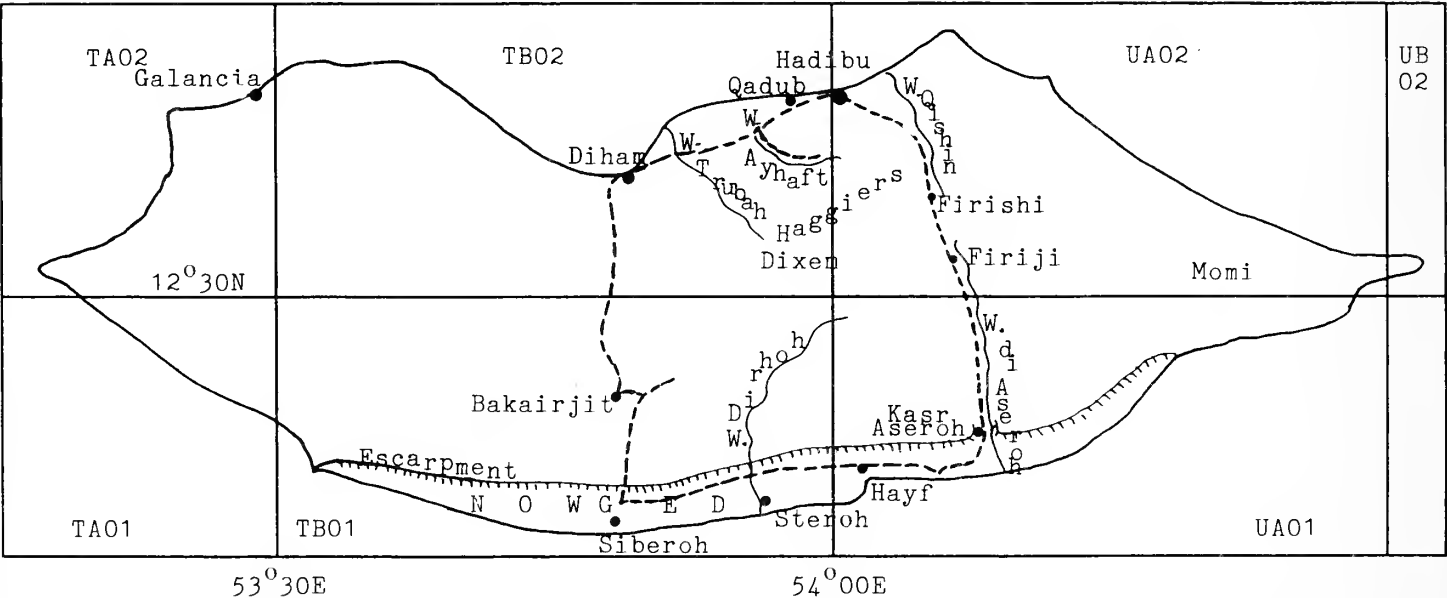 TA02
TB02
Hadibu
UA02
UB
02
Galancia
Qadub
W. Qishin
W. Ayhaft
W. Trubah
Diham
Haggiers
Firishi
Dixem
Firiji
Momi
12°30N
W. di Aseroh
W. Dirhoh
Bakairjit
Kasr
Aseroh
Escarpment
NOWGED
Hayf
Steroh
Siberoh
TA01
TB01
UA01
53°30E
54°00E